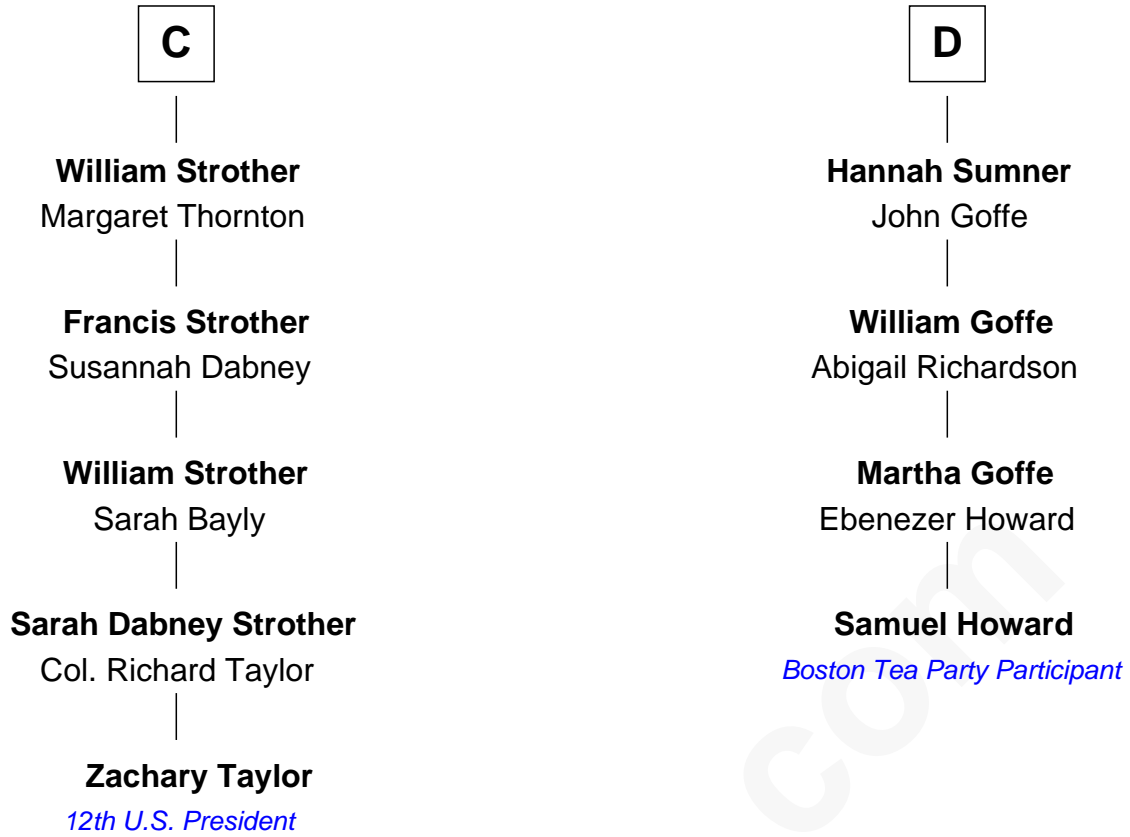 C
William Strother
Margaret Thornton
Francis Strother
Susannah Dabney
William Strother
Sarah Bayly
Sarah Dabney Strother
Col. Richard Taylor
Zachary Taylor
12th U.S. President
D
Hannah Sumner
John Goffe
William Goffe
Abigail Richardson
Martha Goffe
Ebenezer Howard
Samuel Howard
Boston Tea Party Participant
com